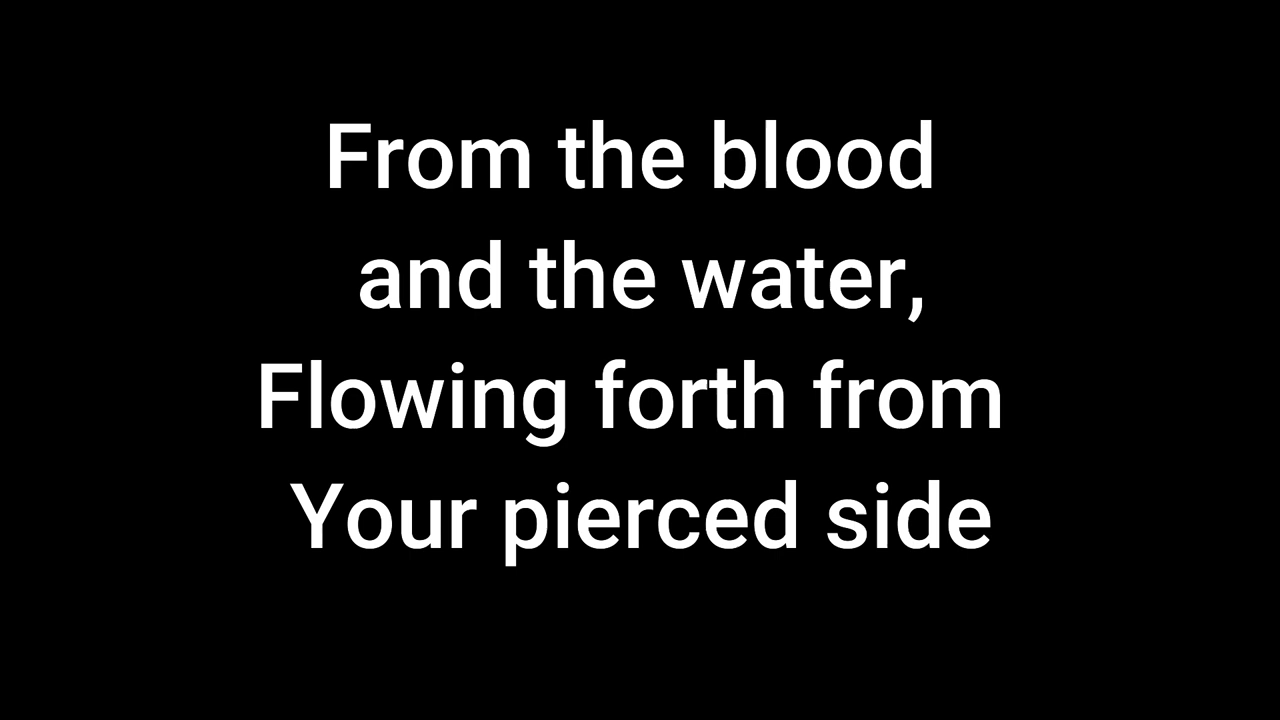 From the blood
and the water,
Flowing forth from
Your pierced side